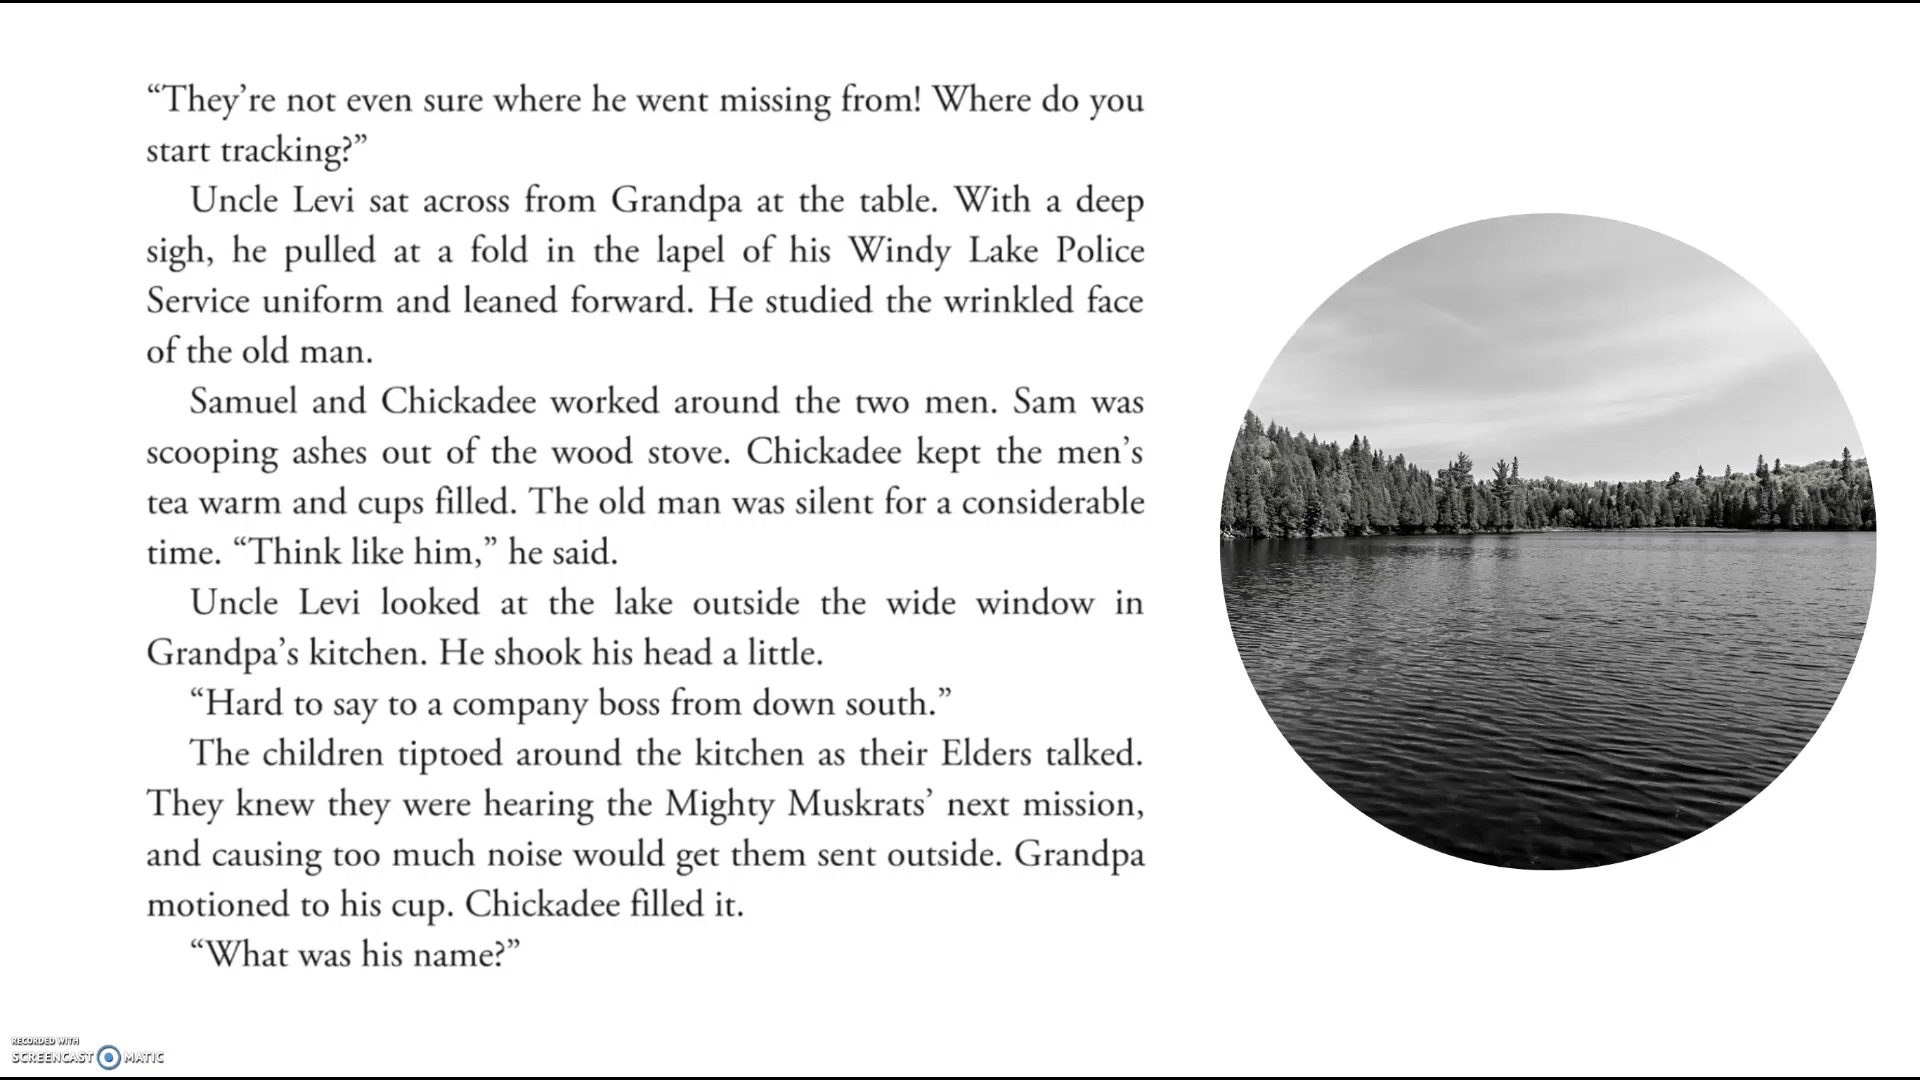 “They’re not even sure where he went missing from! Where do you
start tracking?”
Uncle Levi sat across from Grandpa at the table. With a deep
sigh, he pulled at a fold in the lapel of his Windy Lake Police
Service uniform and leaned forward. He studied the wrinkled face
of the old man.
Samuel and Chickadee worked around the two men. Sam was
scooping ashes out of the wood stove. Chickadee kept the men’s
tea warm and cups filled. The old man was silent for a considerable
time. “Think like him,” he said.
Uncle Levi looked at the lake outside the wide window in
Grandpa’s kitchen. He shook his head a little.
“Hard to say to a company boss from down south.”
The children tiptoed around the kitchen as their Elders talked.
They knew they were hearing the Mighty Muskrats’ next mission,
and causing too much noise would get them sent outside. Grandpa
motioned to his cup. Chickadee filled it.
“What was his name?”
RECORDED WITH
SCREENCAST MATIC